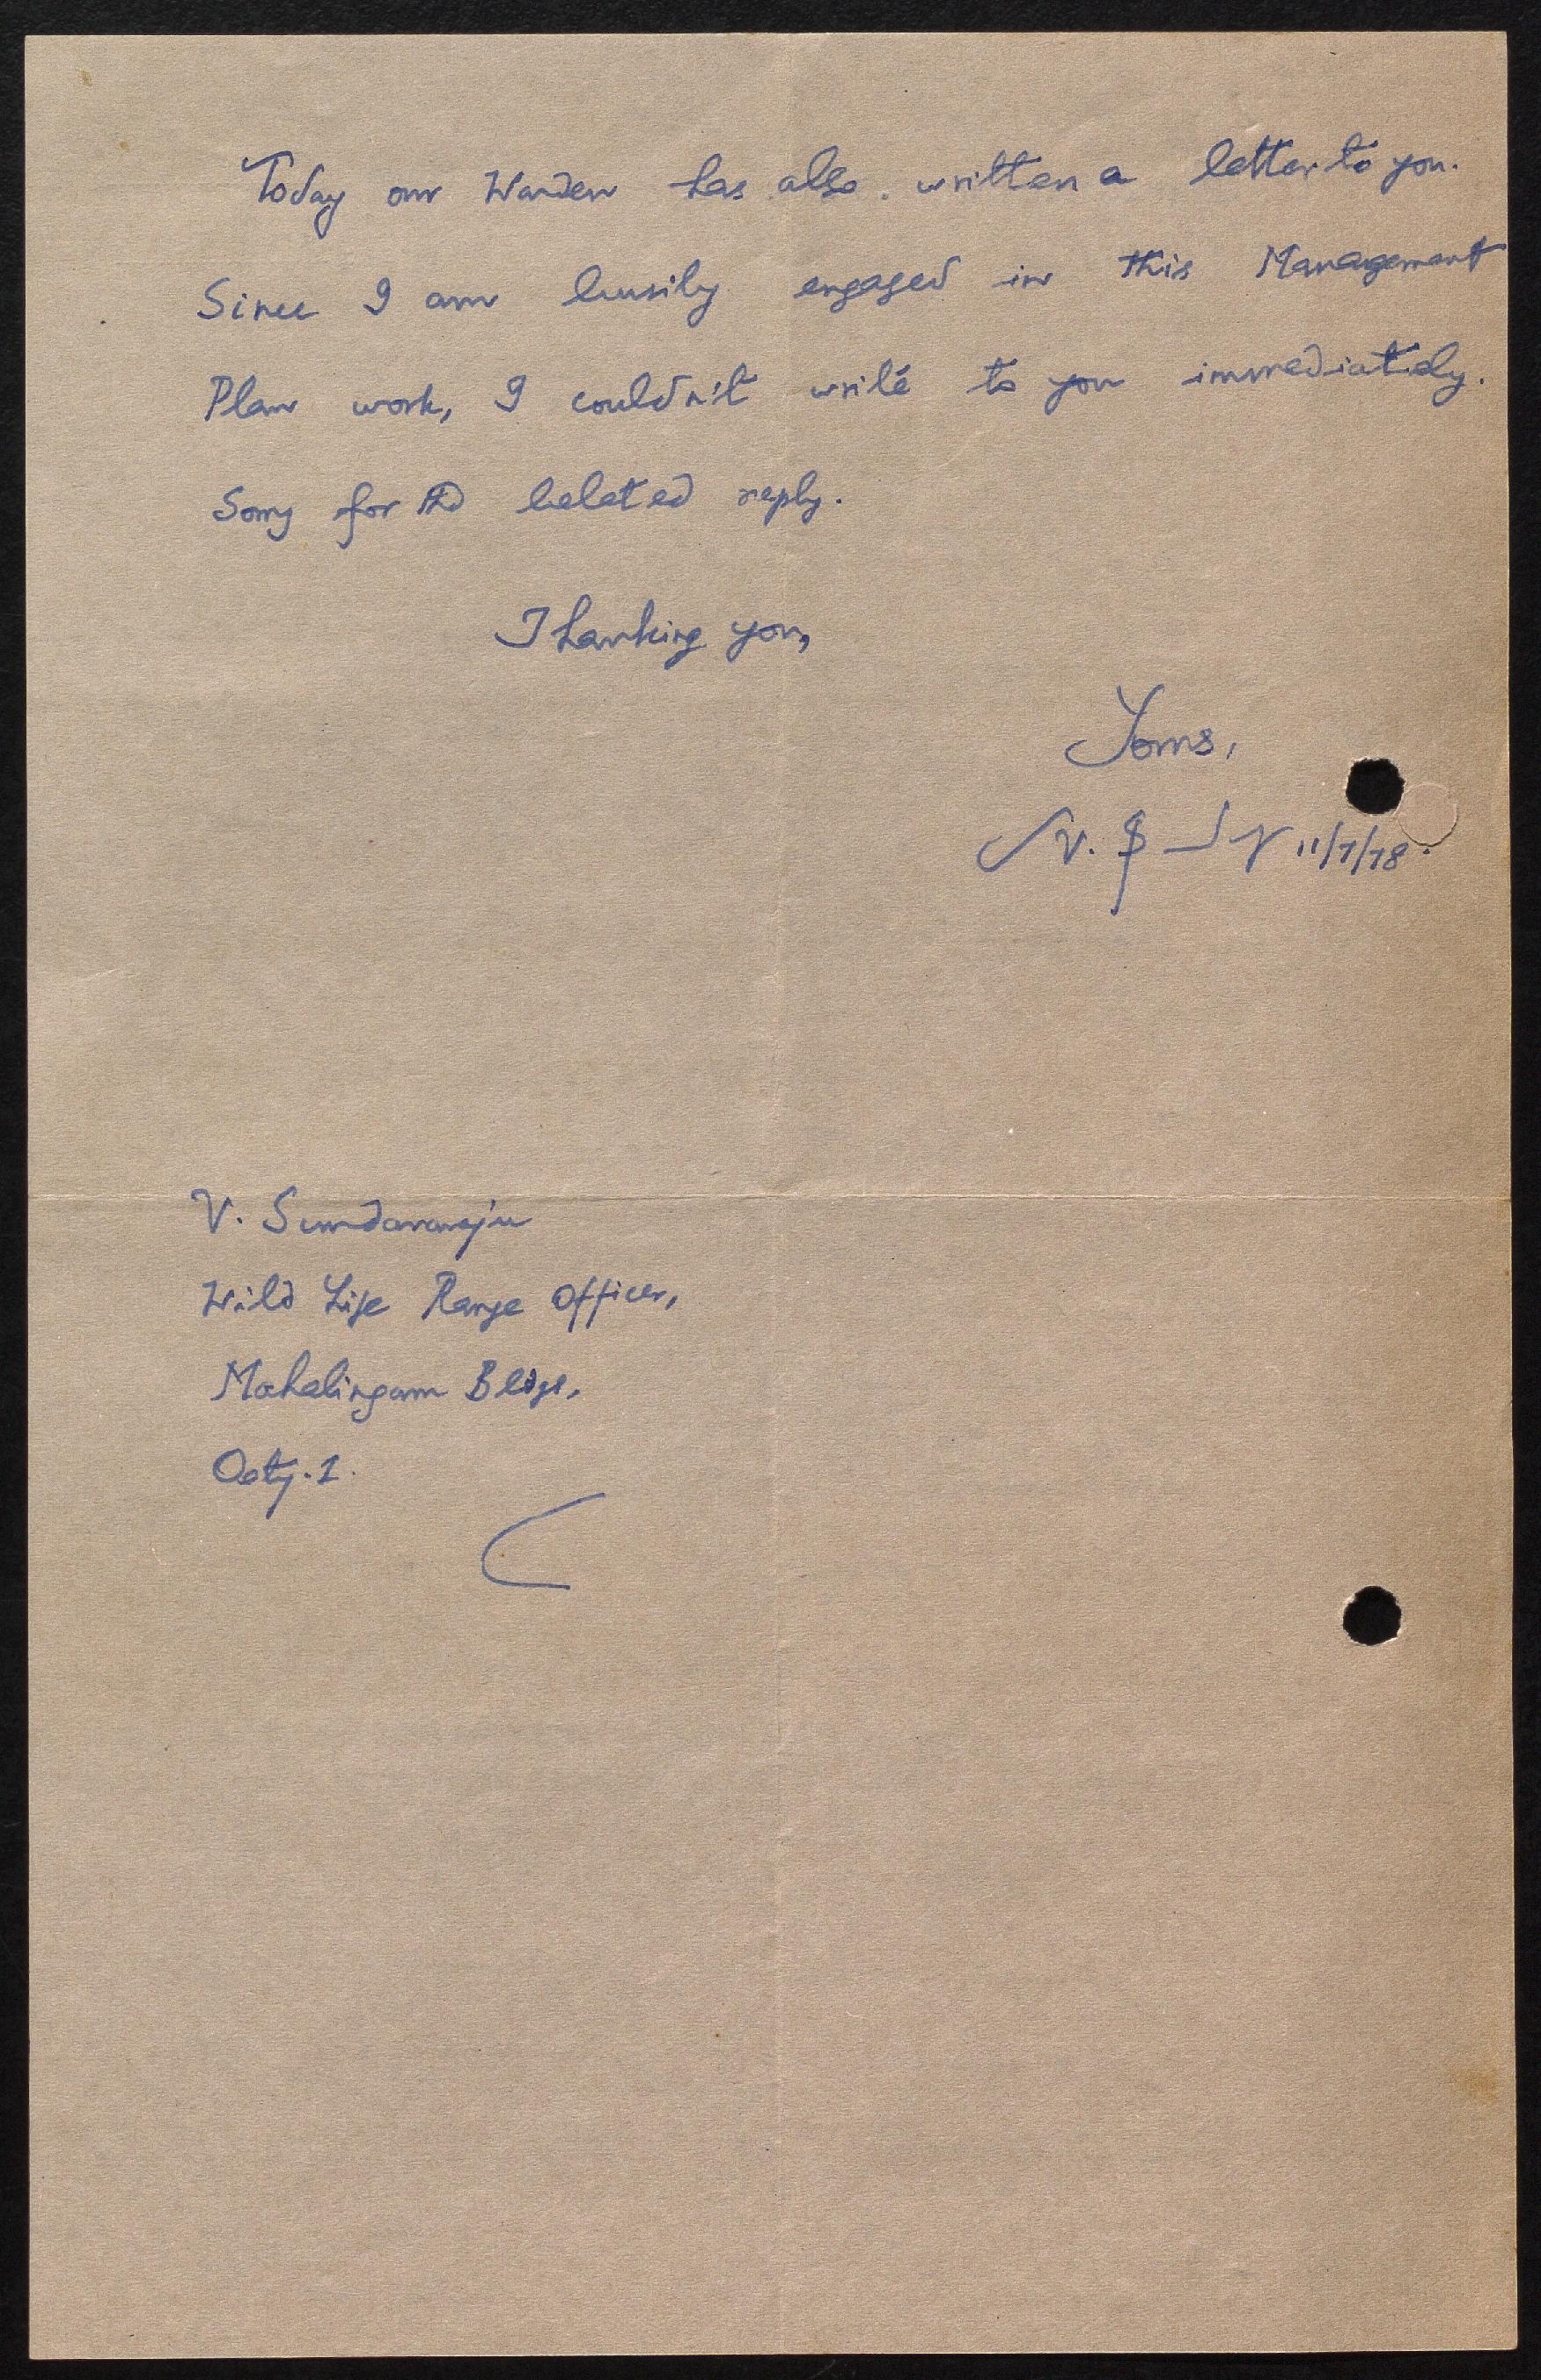 Today our Warden has also written a letter to you.
Since I am busily engaged in this Management
Plan work, I couldn't write to you immediately.
Sorry for the belated reply.
Thanking you,
Yours,
11/7/78.
V. Sundararaju
Wild Life Range Officer,
Mahalingam Bldgs,
Ooty. 1.